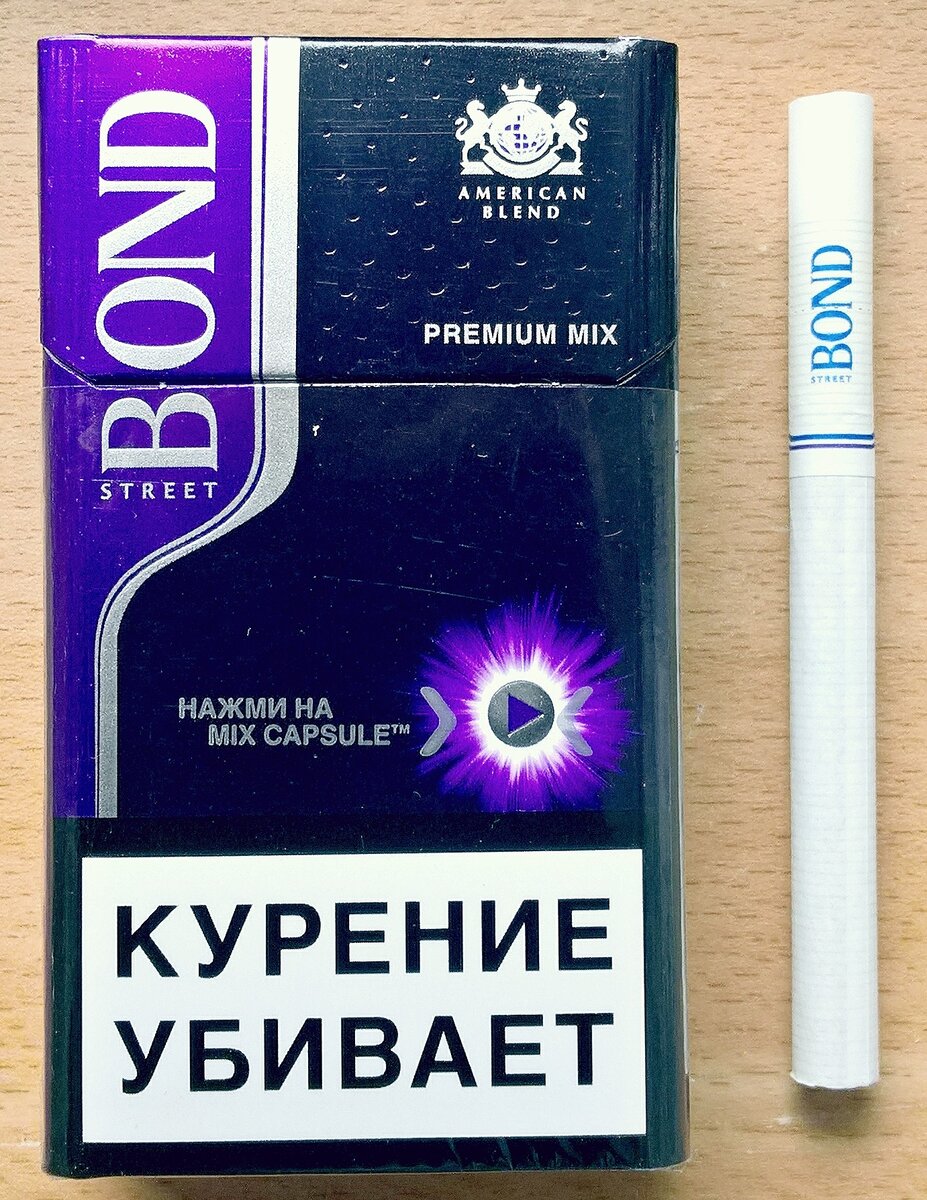 BOND
STREET
AMERICAN
BLEND
PREMIUM MIX
НАЖМИ НА
MIX CAPSULE™
КУРЕНИЕ
УБИВАЕТ
BOND
STREET